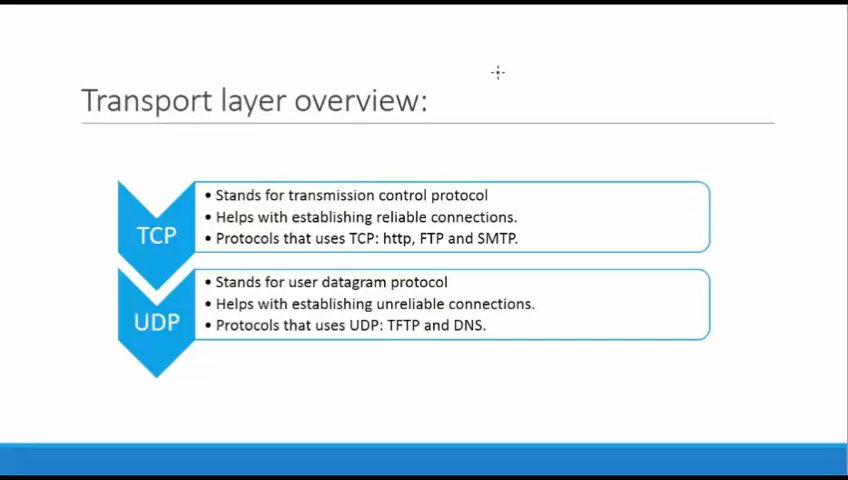 Transport layer overview:
TCP
• Stands for transmission control protocol
• Helps with establishing reliable connections.
• Protocols that uses TCP: http, FTP and SMTP.
UDP
• Stands for user datagram protocol
• Helps with establishing unreliable connections.
• Protocols that uses UDP: TFTP and DNS.